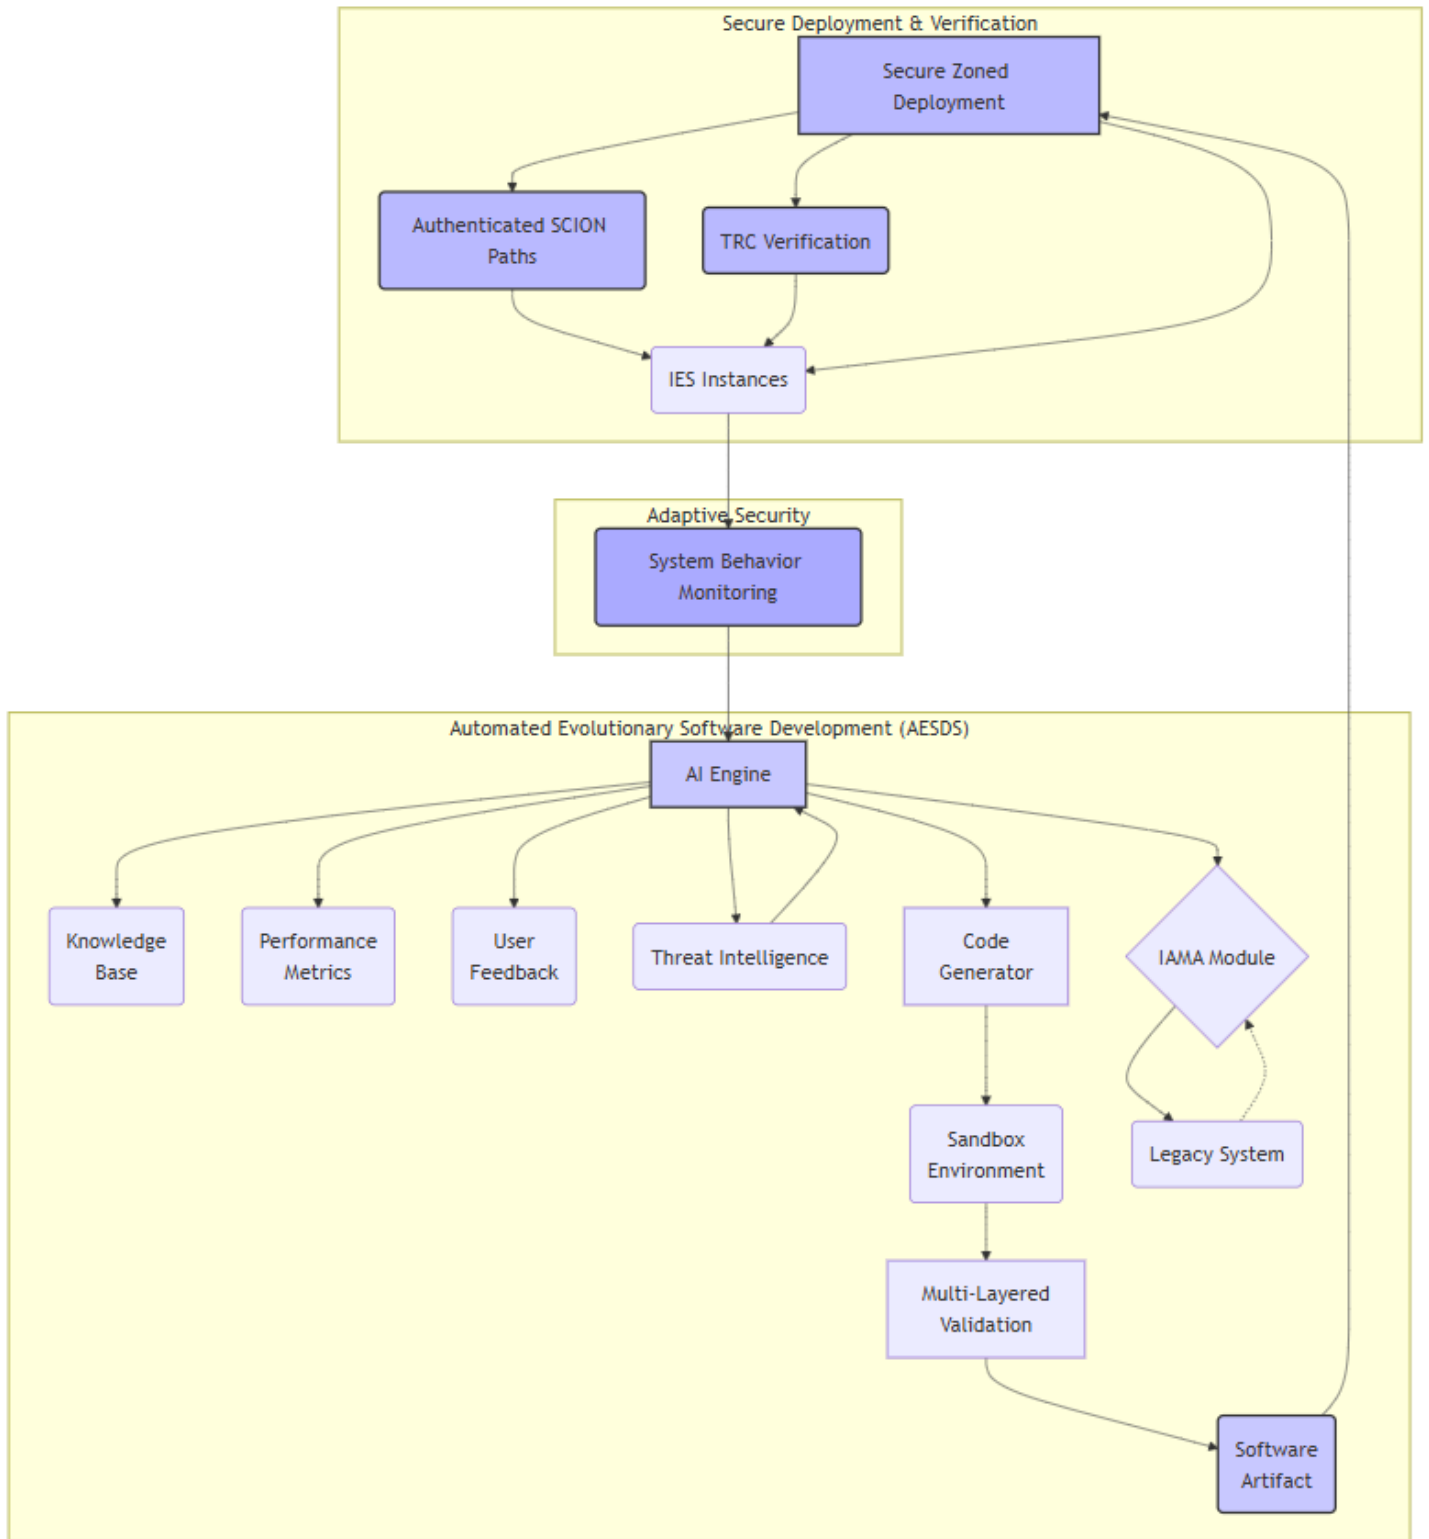 Secure Deployment & Verification
Secure Zoned
Deployment
Authenticated SCION
Paths
TRC Verification
IES Instances
Adaptive Security
System Behavior
Monitoring
Automated Evolutionary Software Development (AESDS)
AI Engine
Knowledge
Base
Performance
Metrics
User
Feedback
Threat Intelligence
Code
Generator
IAMA Module
Sandbox
Environment
Legacy System
Multi-Layered
Validation
Software
Artifact